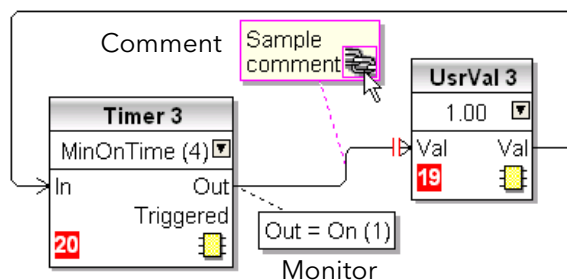 Comment
Sample
comment
UsrVal 3
1.00
Val Val
19
Timer 3
MinOnTime (4)
In Out
Triggered
20
Out = On (1)
Monitor